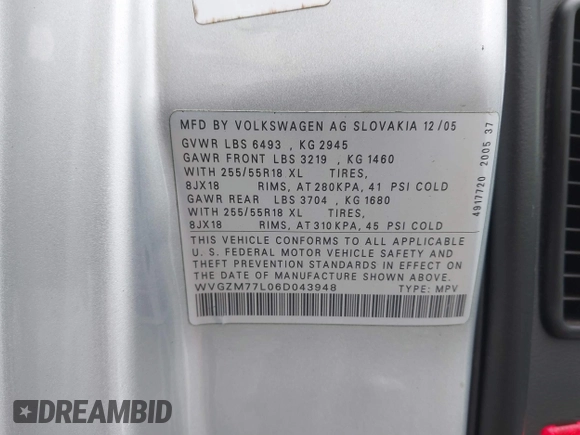 MFD BY VOLKSWAGEN AG SLOVAKIA 12/05
GVWR LBS 6493 , KG 2945
GAWR FRONT LBS 3219 , KG 1460
WITH 255/55R18 XL TIRES,
8JX18 RIMS, AT 280KPA, 41 PSI COLD
GAWR REAR LBS 3704 , KG 1680
WITH 255/55R18 XL TIRES,
8JX18 RIMS, AT 310KPA, 45 PSI COLD
THIS VEHICLE CONFORMS TO ALL APPLICABLE
U. S. FEDERAL MOTOR VEHICLE SAFETY AND
THEFT PREVENTION STANDARDS IN EFFECT ON
THE DATE OF MANUFACTURE SHOWN ABOVE.
WVGZM77L06D043948 TYPE: MPV
4917720 2005 37
DREAMBID